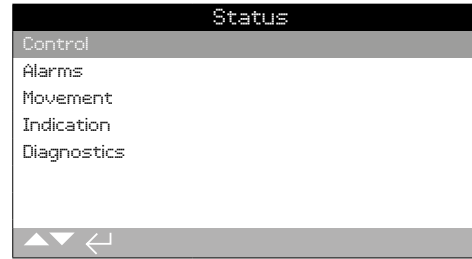 Status
Control
Alarms
Movement
Indication
Diagnostics